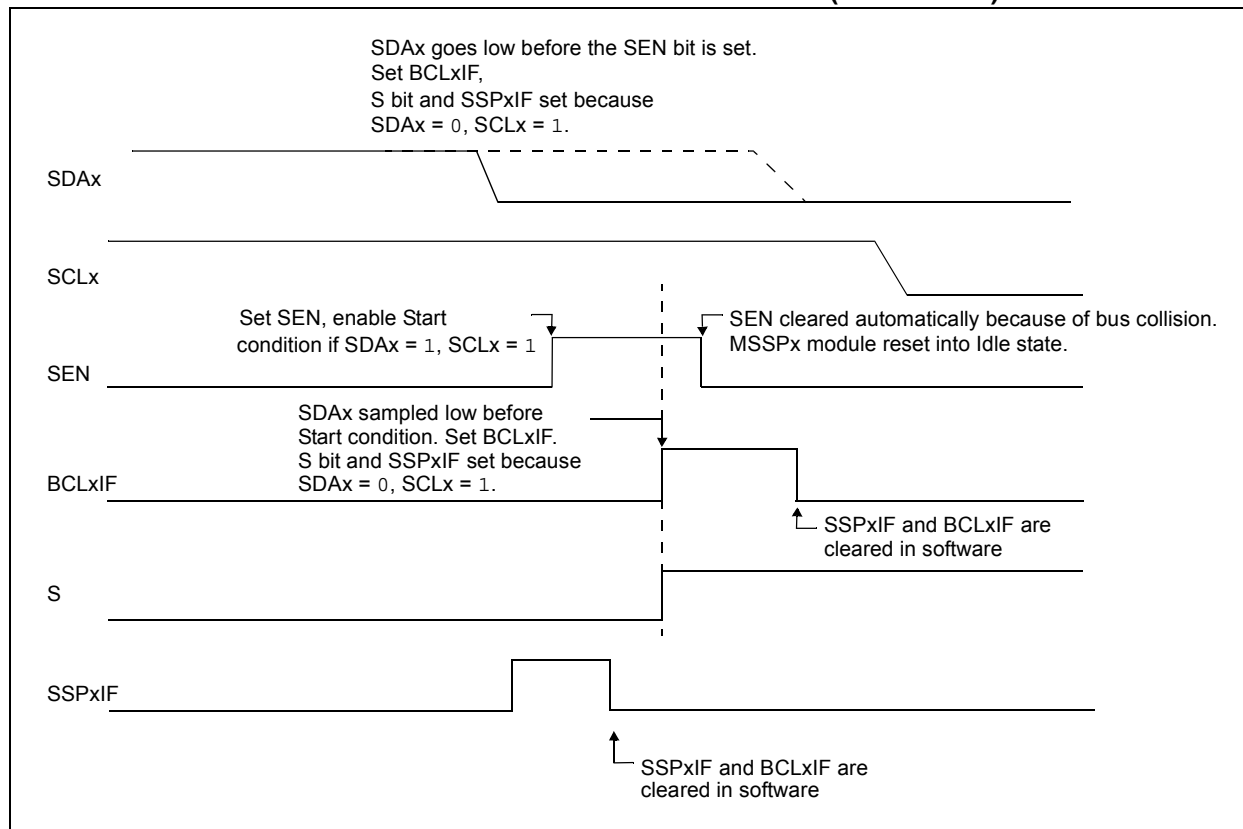 SDAx goes low before the SEN bit is set.
Set BCLxIF,
S bit and SSPxIF set because
SDAx = 0, SCLx = 1.
SDAx
SCLx
Set SEN, enable Start
condition if SDAx = 1, SCLx = 1
SEN cleared automatically because of bus collision.
MSSPx module reset into Idle state.
SEN
SDAx sampled low before
Start condition. Set BCLxIF.
S bit and SSPxIF set because
SDAx = 0, SCLx = 1.
BCLxIF
SSPxIF and BCLxIF are
cleared in software
S
SSPxIF
SSPxIF and BCLxIF are
cleared in software